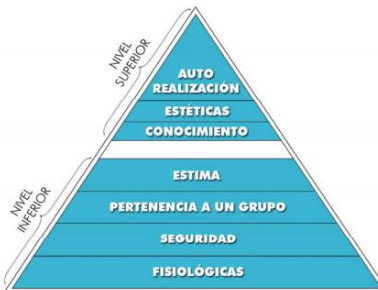 NIVEL
SUPERIOR
AUTO
REALIZACIÓN
ESTÉTICAS
CONOCIMIENTO
NIVEL
INFERIOR
ESTIMA
PERTENENCIA A UN GRUPO
SEGURIDAD
FISIOLÓGICAS